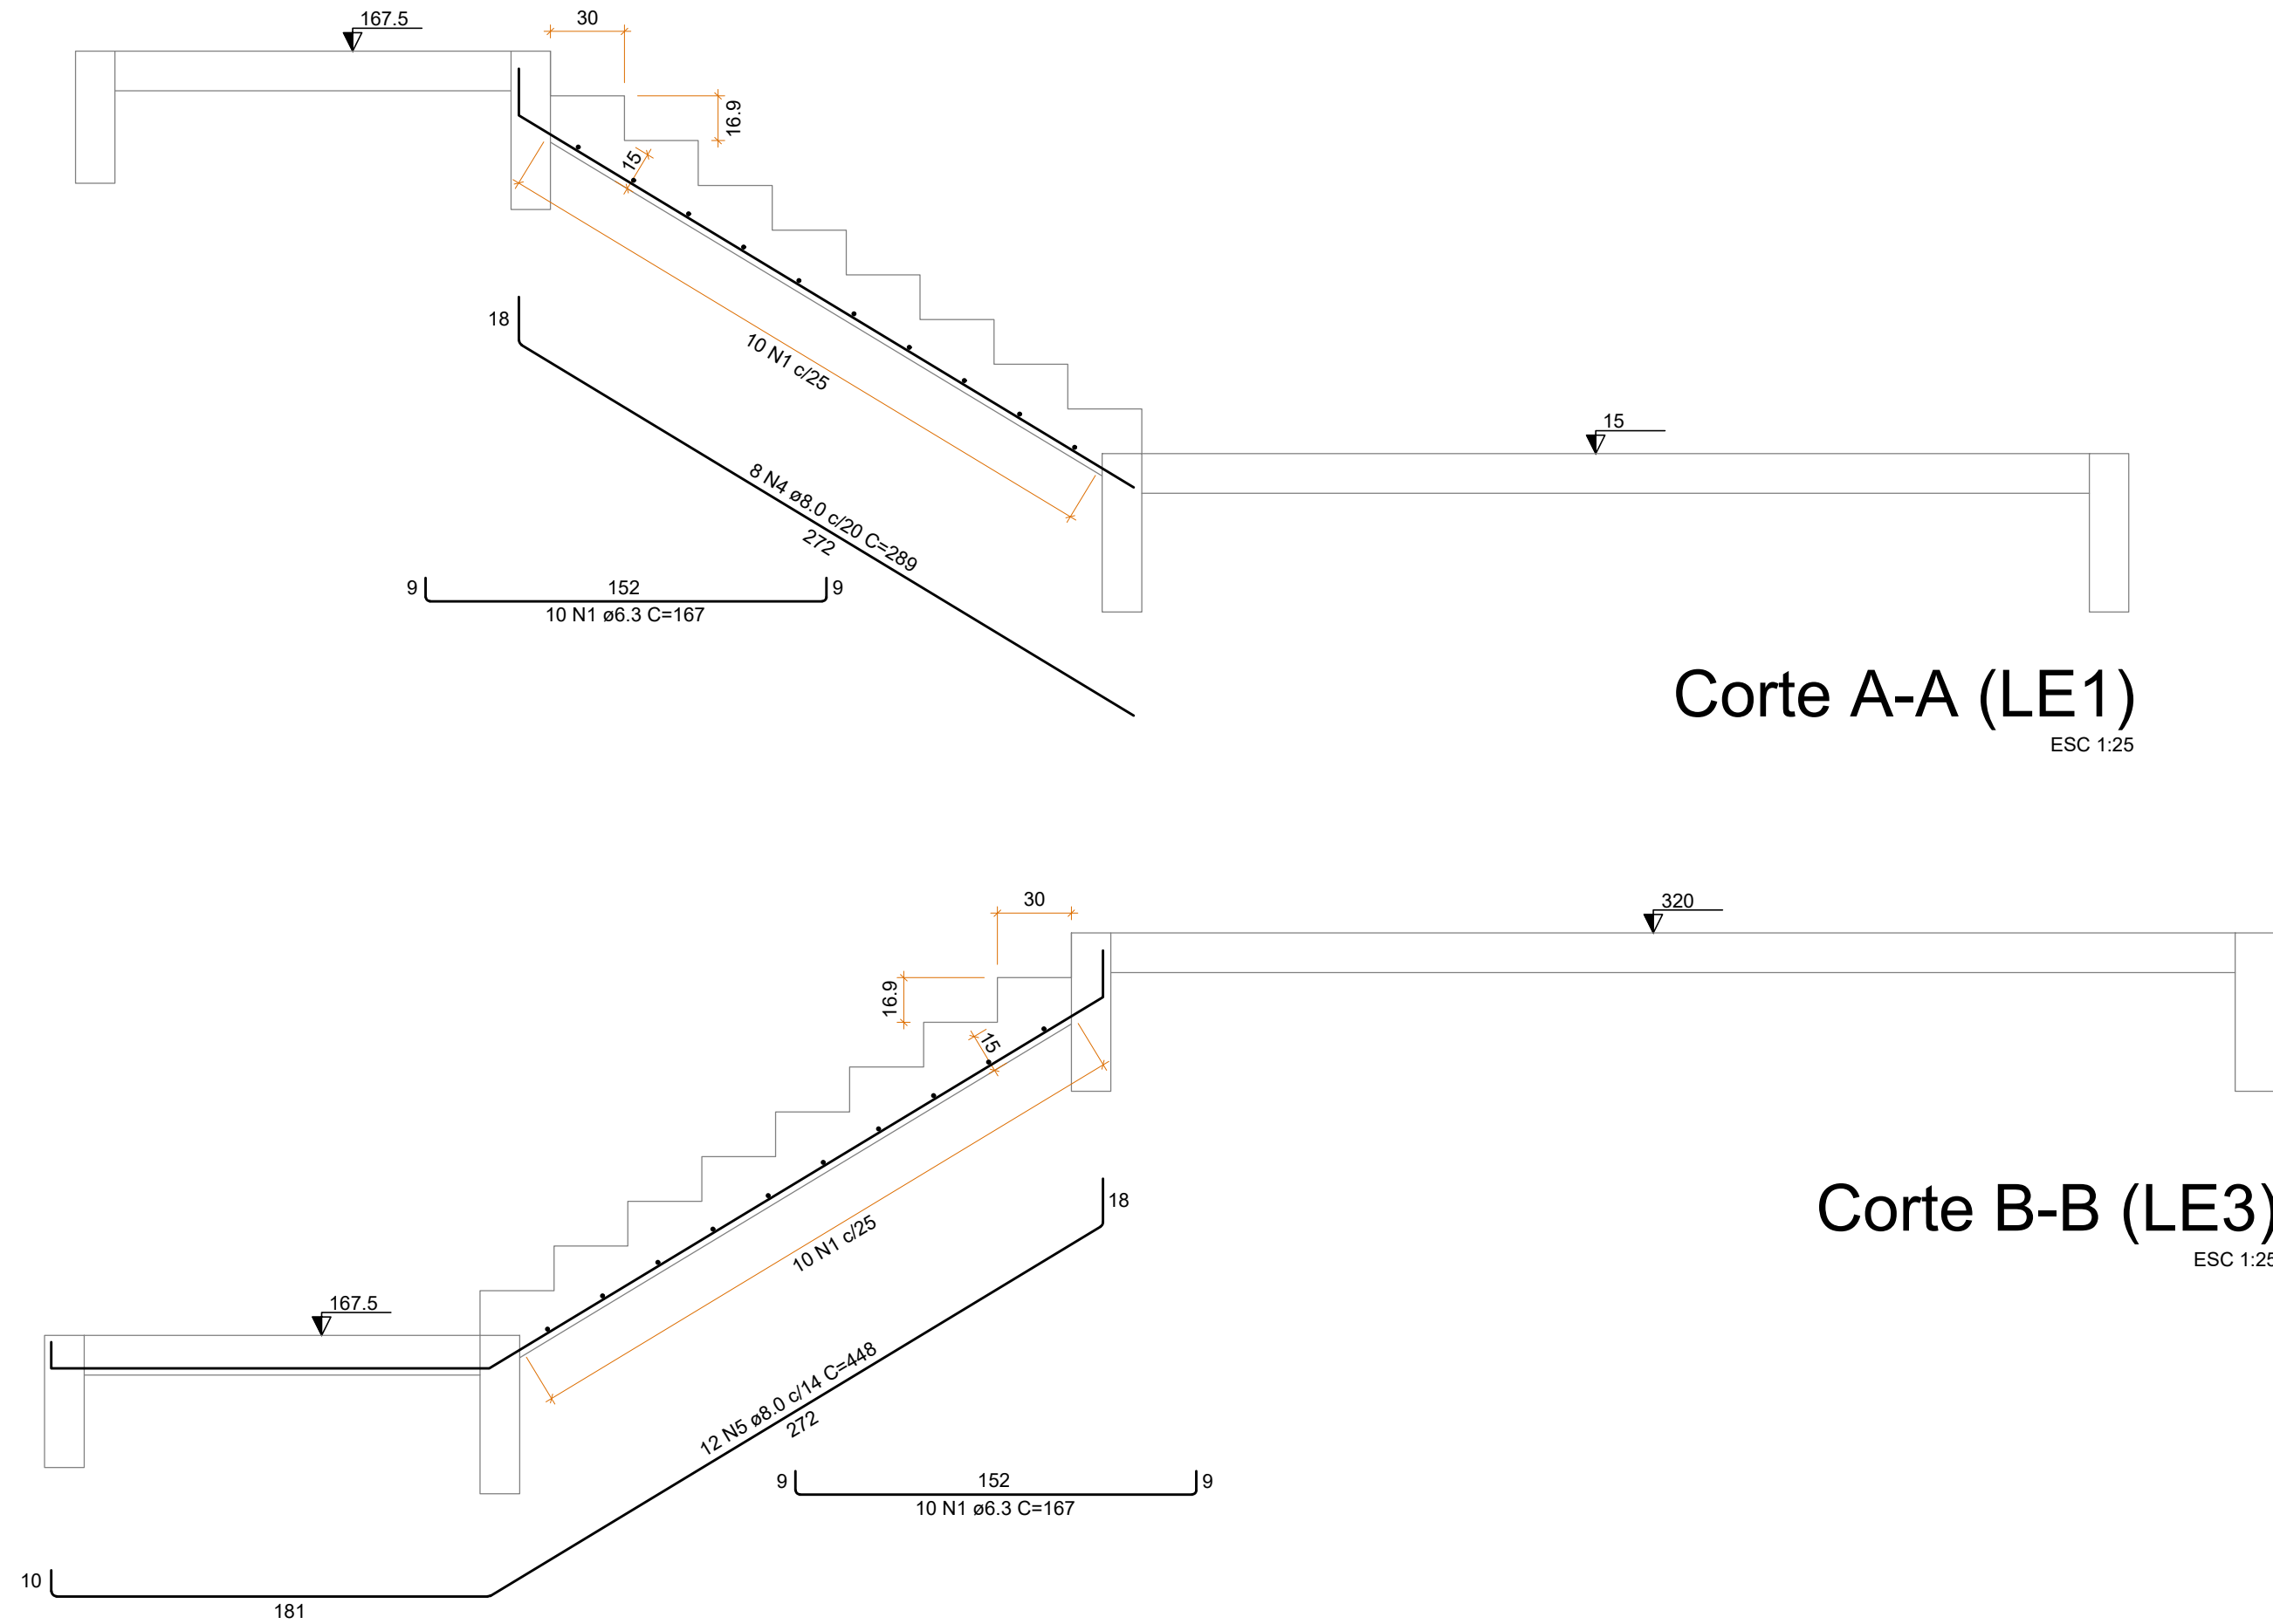 167.5
30
16.9
15
18
10 N1 c/25
15
8 N4 ø8.0 c/20 C=289
272
9
152
9
10 N1 ø6.3 C=167
Corte A-A (LE1)
ESC 1:25
30
320
16.9
15
18
10 N1 c/25
Corte B-B (LE3)
ESC 1:25
167.5
12 N5 ø8.0 c/14 C=448
272
9
152
9
10 N1 ø6.3 C=167
10
181